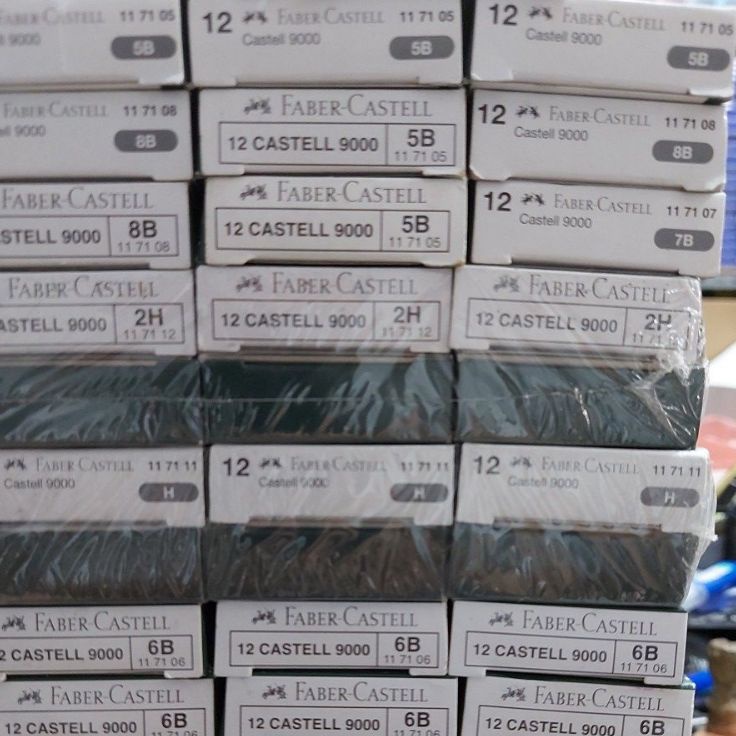 FABER-CASTELL 11 71 05
9000
5B
12 FABER-CASTELL 11 71 05
Castell 9000
5B
12 FABER-CASTELL 11 71 05
Castell 9000
5B
FABER-CASTELL 11 71 08
ell 9000
8B
FABER-CASTELL
12 CASTELL 9000 5B
11 71 05
12 FABER-CASTELL 11 71 08
Castell 9000
8B
FABER-CASTELL
STELL 9000 8B
11 71 08
FABER-CASTELL
12 CASTELL 9000 5B
11 71 05
12 FABER-CASTELL 11 71 07
Castell 9000
7B
FABER-CASTELL
ASTELL 9000 2H
11 71 12
FABER-CASTELL
12 CASTELL 9000 2H
11 71 12
FABER-CASTELL
12 CASTELL 9000 2H
FABER-CASTELL 11 71 11
Castell 9000
H
12 FABER-CASTELL 11 71 11
Castell 9000
H
12 FABER-CASTELL 11 71 11
Castell 9000
H
FABER-CASTELL
2 CASTELL 9000 6B
11 71 06
FABER-CASTELL
12 CASTELL 9000 6B
11 71 06
FABER-CASTELL
12 CASTELL 9000 6B
11 71 06
FABER-CASTELL
12 CASTELL 9000 6B
11 71 06
FABER-CASTELL
12 CASTELL 9000 6B
11 71 06
FABER-CASTELL
12 CASTELL 9000 6B